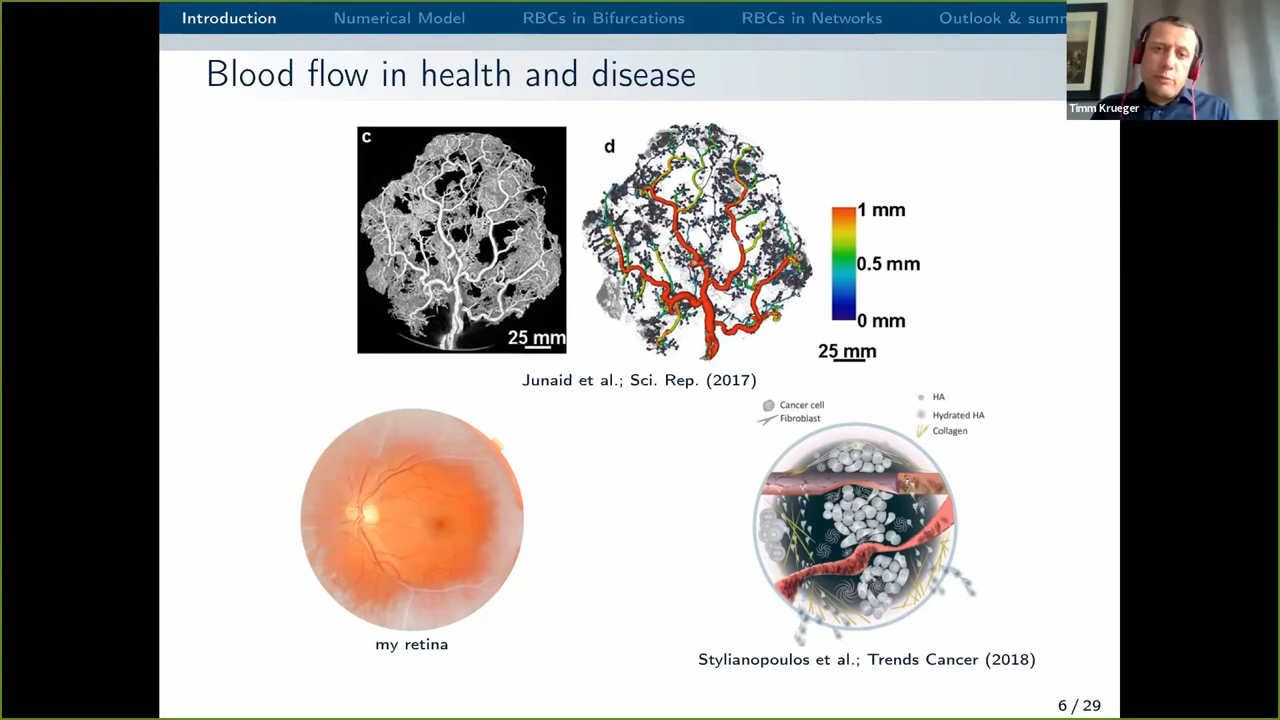 Introduction
Numerical Model
RBCs in Bifurcations
RBCs in Networks
Outlook & summ
Timm Krueger
Blood flow in health and disease
c
25 mm
d
1 mm
0.5 mm
0 mm
25 mm
Junaid et al.; Sci. Rep. (2017)
my retina
Cancer cell
Fibroblast
HA
Hydrated HA
Collagen
Stylianopoulos et al.; Trends Cancer (2018)
6 / 29